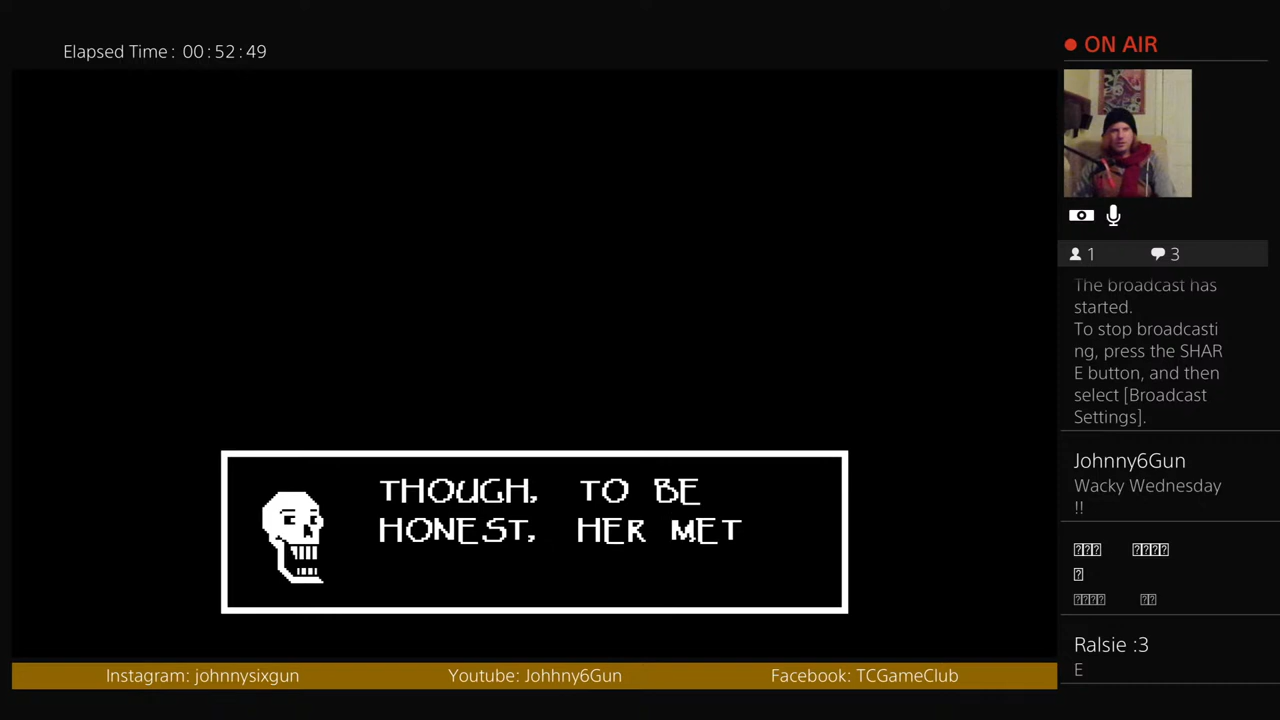 Elapsed Time: 00:52:49
ON AIR
1 3
The broadcast has
started.
To stop broadcasti
ng, press the SHAR
E button, and then
select [Broadcast
Settings].
Johnny6Gun
Wacky Wednesday
!!
Ralsie :3
E
THOUGH, TO BE
HONEST, HER MET
Instagram: johnnysixgun Youtube: Johhny6Gun Facebook: TCGameClub